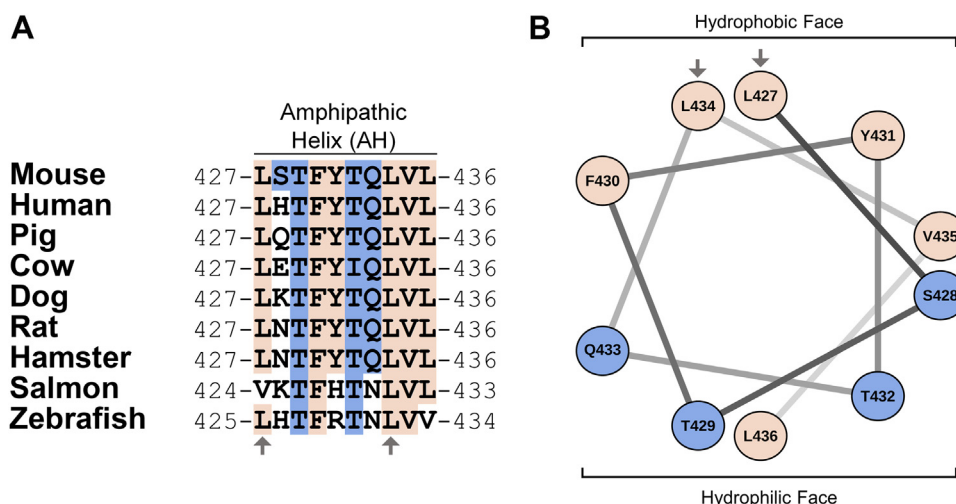 A
Amphipathic
Helix (AH)
Mouse 427-LSTFYTQLVL-436
Human 427-LHTFYTQLVL-436
Pig 427-LQTFYTQLVL-436
Cow 427-LETFYIQLVL-436
Dog 427-LKTFYTQLVL-436
Rat 427-LNTFYTQLVL-436
Hamster 427-LNTFYTQLVL-436
Salmon 424-VKTFHTNLVL-433
Zebrafish 425-LHTFRTNLVV-434
B
Hydrophobic Face
L434
L427
Y431
F430
V435
S428
Q433
T432
T429
L436
Hydrophilic Face